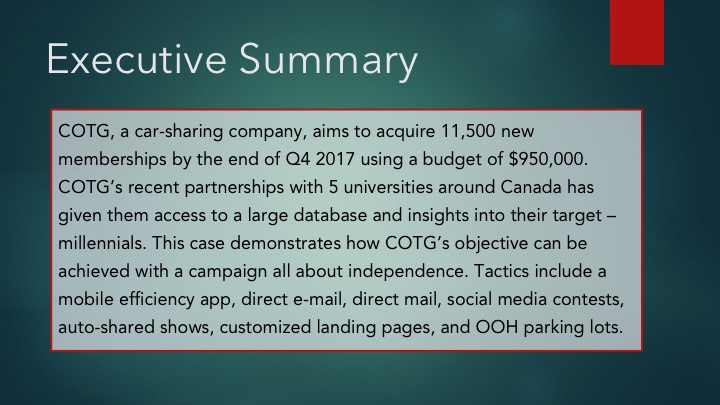 Executive Summary
COTG, a car-sharing company, aims to acquire 11,500 new
memberships by the end of Q4 2017 using a budget of $950,000.
COTG’s recent partnerships with 5 universities around Canada has
given them access to a large database and insights into their target –
millennials. This case demonstrates how COTG’s objective can be
achieved with a campaign all about independence. Tactics include a
mobile efficiency app, direct e-mail, direct mail, social media contests,
auto-shared shows, customized landing pages, and OOH parking lots.